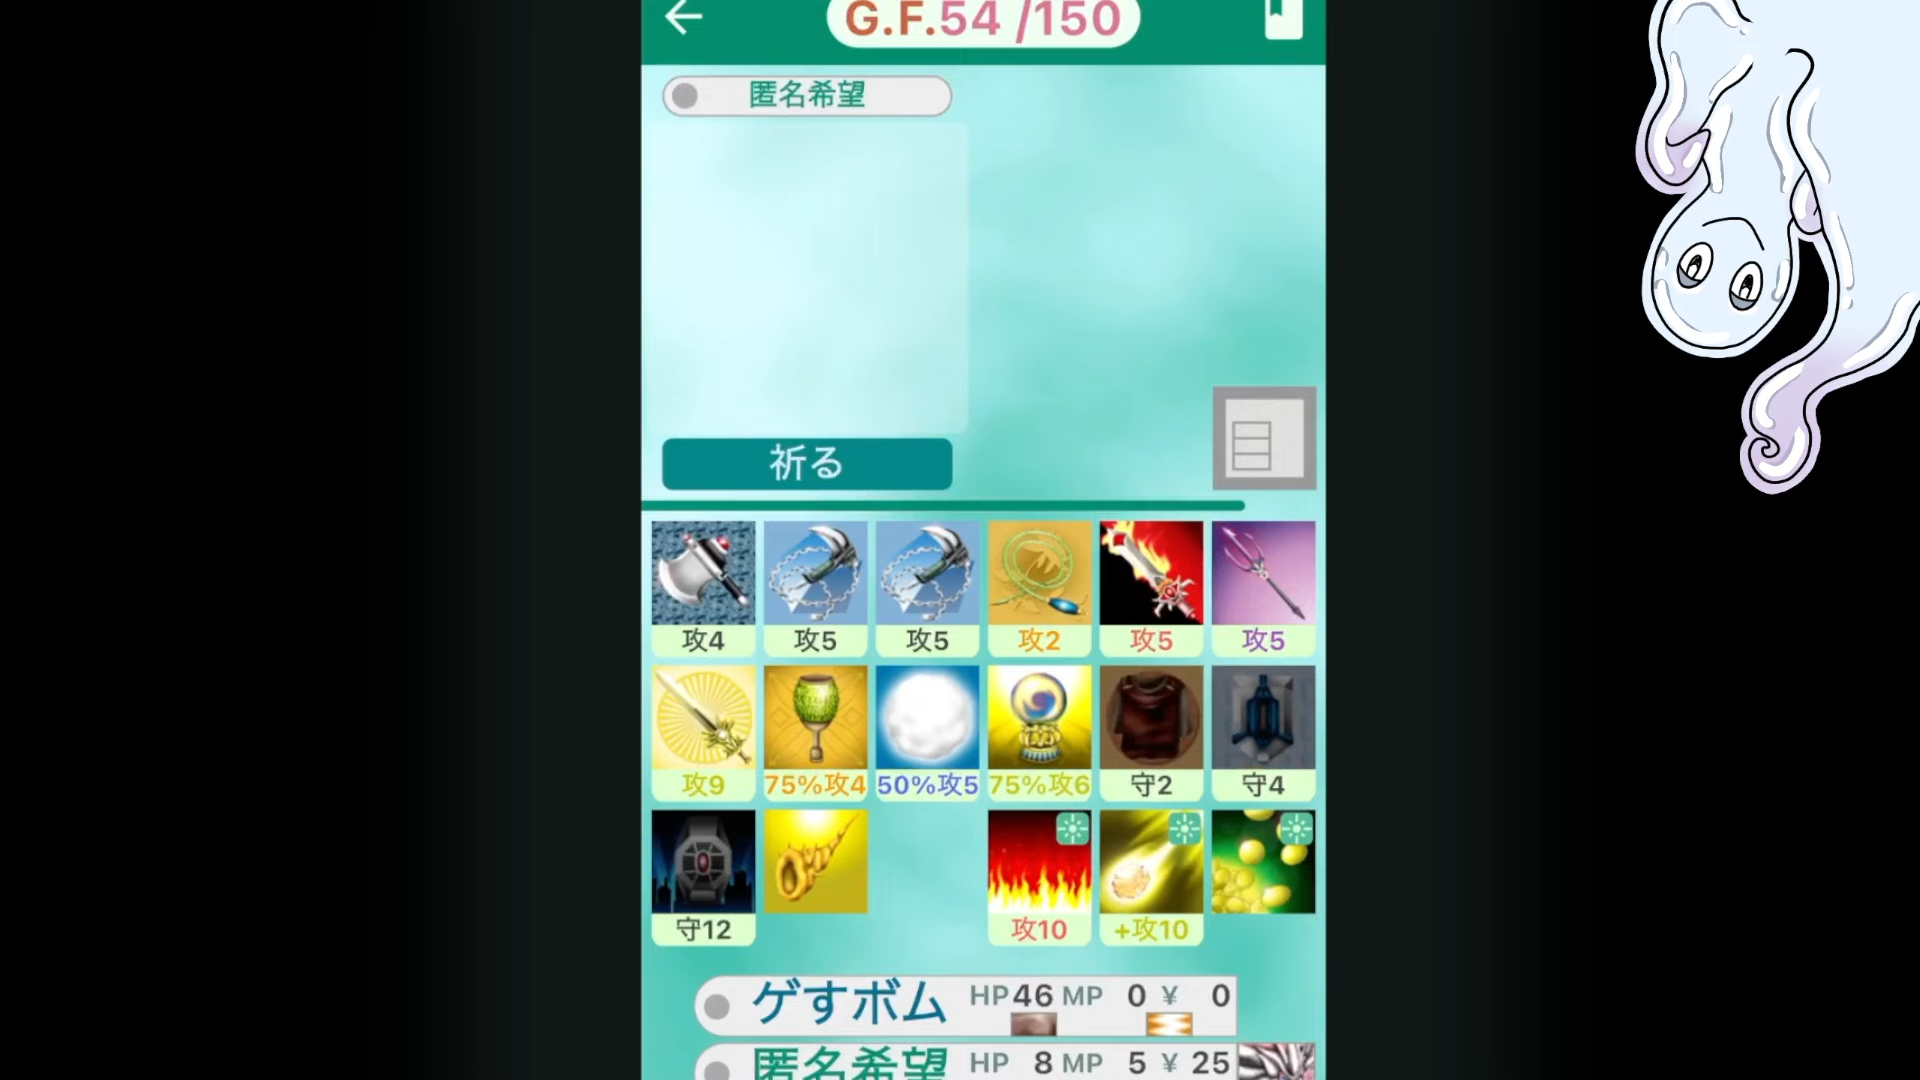 G.F.54 /150
匿名希望
祈る
攻4 攻5 攻5 攻2 攻5 攻5
攻9 75%攻4 50%攻5 75%攻6 守2 守4
守12 攻10 +攻10
ゲすボム HP46 MP 0 ¥ 0
匿名希望 HP 8 MP 5 ¥ 25